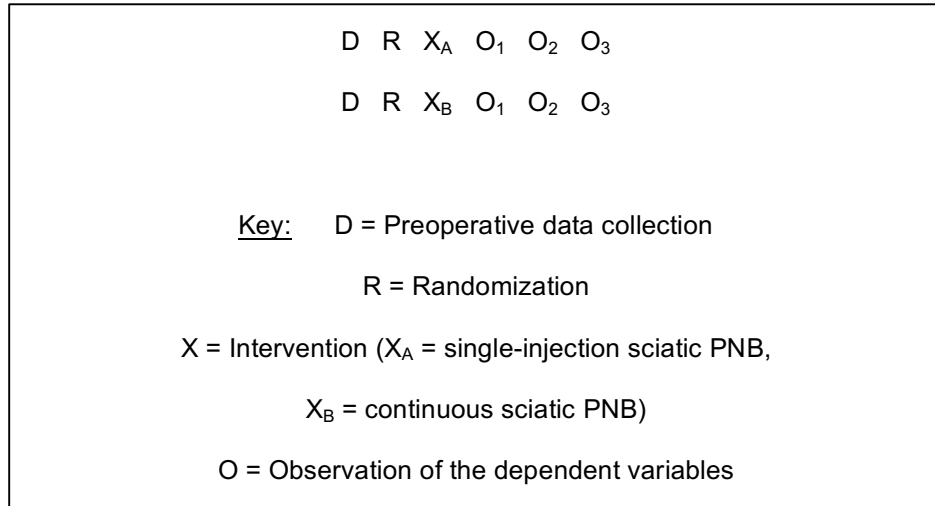 D R X_A O_1 O_2 O_3
D R X_B O_1 O_2 O_3
Key: D = Preoperative data collection
R = Randomization
X = Intervention (X_A = single-injection sciatic PNB,
X_B = continuous sciatic PNB)
O = Observation of the dependent variables